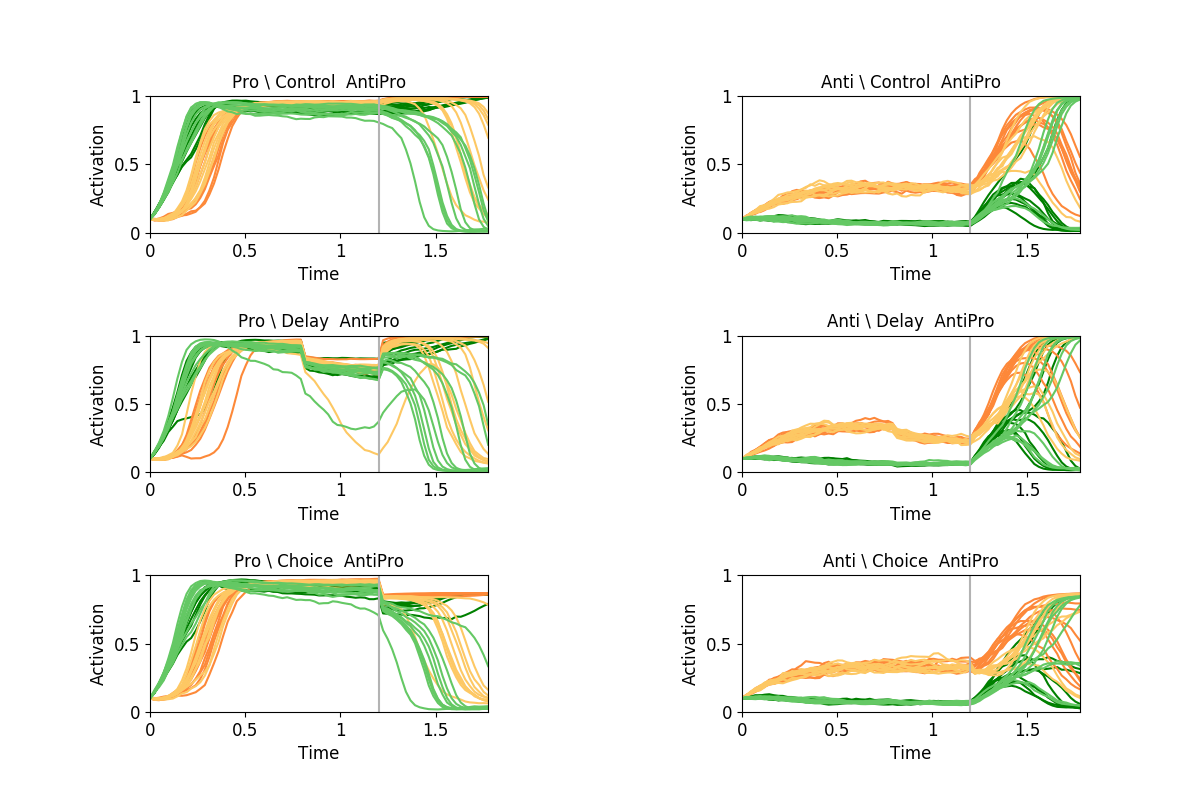 Pro \ Control  AntiPro
Anti \ Control  AntiPro
1
0.5
0
Activation
0
0.5
1
1.5
Time
1
0.5
0
Activation
0
0.5
1
1.5
Time
Pro \ Delay  AntiPro
Anti \ Delay  AntiPro
1
0.5
0
Activation
0
0.5
1
1.5
Time
1
0.5
0
Activation
0
0.5
1
1.5
Time
Pro \ Choice  AntiPro
Anti \ Choice  AntiPro
1
0.5
0
Activation
0
0.5
1
1.5
Time
1
0.5
0
Activation
0
0.5
1
1.5
Time